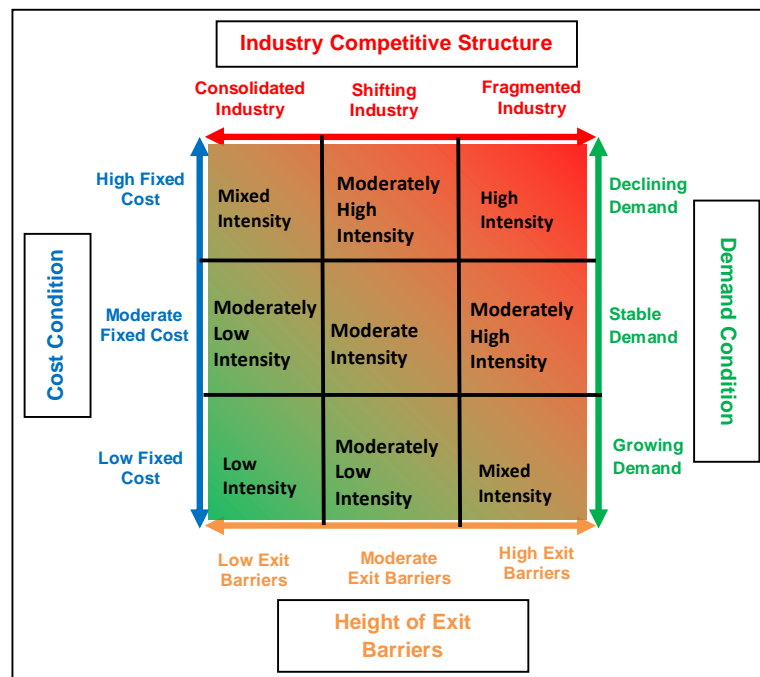 Industry Competitive Structure
Consolidated
Industry
Shifting
Industry
Fragmented
Industry
High Fixed
Cost
Mixed
Intensity
Moderately
High
Intensity
High
Intensity
Declining
Demand
Cost Condition
Moderate
Fixed Cost
Moderately
Low
Intensity
Moderate
Intensity
Moderately
High
Intensity
Stable
Demand
Demand Condition
Low Fixed
Cost
Low
Intensity
Moderately
Low
Intensity
Mixed
Intensity
Growing
Demand
Low Exit
Barriers
Moderate
Exit Barriers
High Exit
Barriers
Height of Exit
Barriers